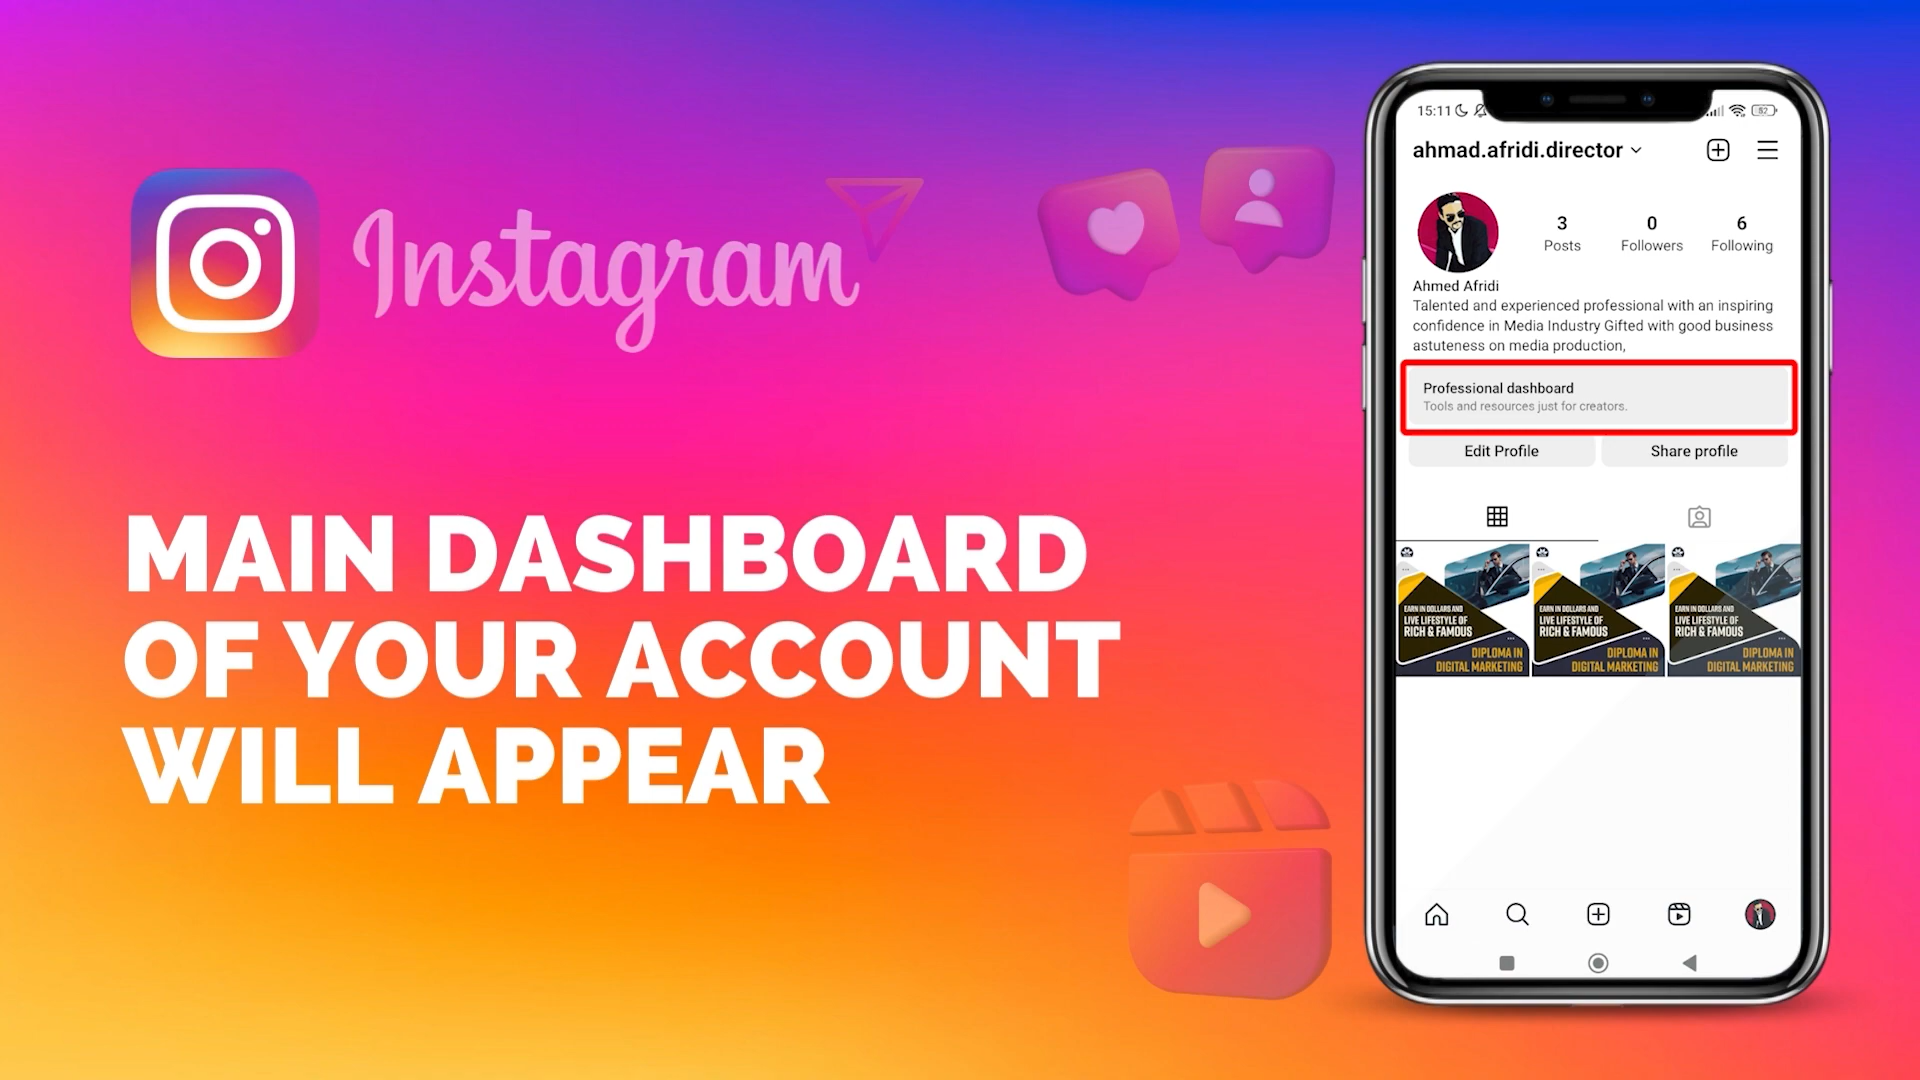 Instagram
MAIN DASHBOARD
OF YOUR ACCOUNT
WILL APPEAR
15:11
62
ahmad.afridi.director
3
0
6
Posts
Followers
Following
Ahmed Afridi
Talented and experienced professional with an inspiring
confidence in Media Industry Gifted with good business
astuteness on media production,
Professional dashboard
Tools and resources just for creators.
Edit Profile
Share profile
EARN IN DOLLARS AND
LIVE LIFESTYLE OF
RICH & FAMOUS
DIPLOMA IN
DIGITAL MARKETING
EARN IN DOLLARS AND
LIVE LIFESTYLE OF
RICH & FAMOUS
DIPLOMA IN
DIGITAL MARKETING
EARN IN DOLLARS AND
LIVE LIFESTYLE OF
RICH & FAMOUS
DIPLOMA IN
DIGITAL MARKETING